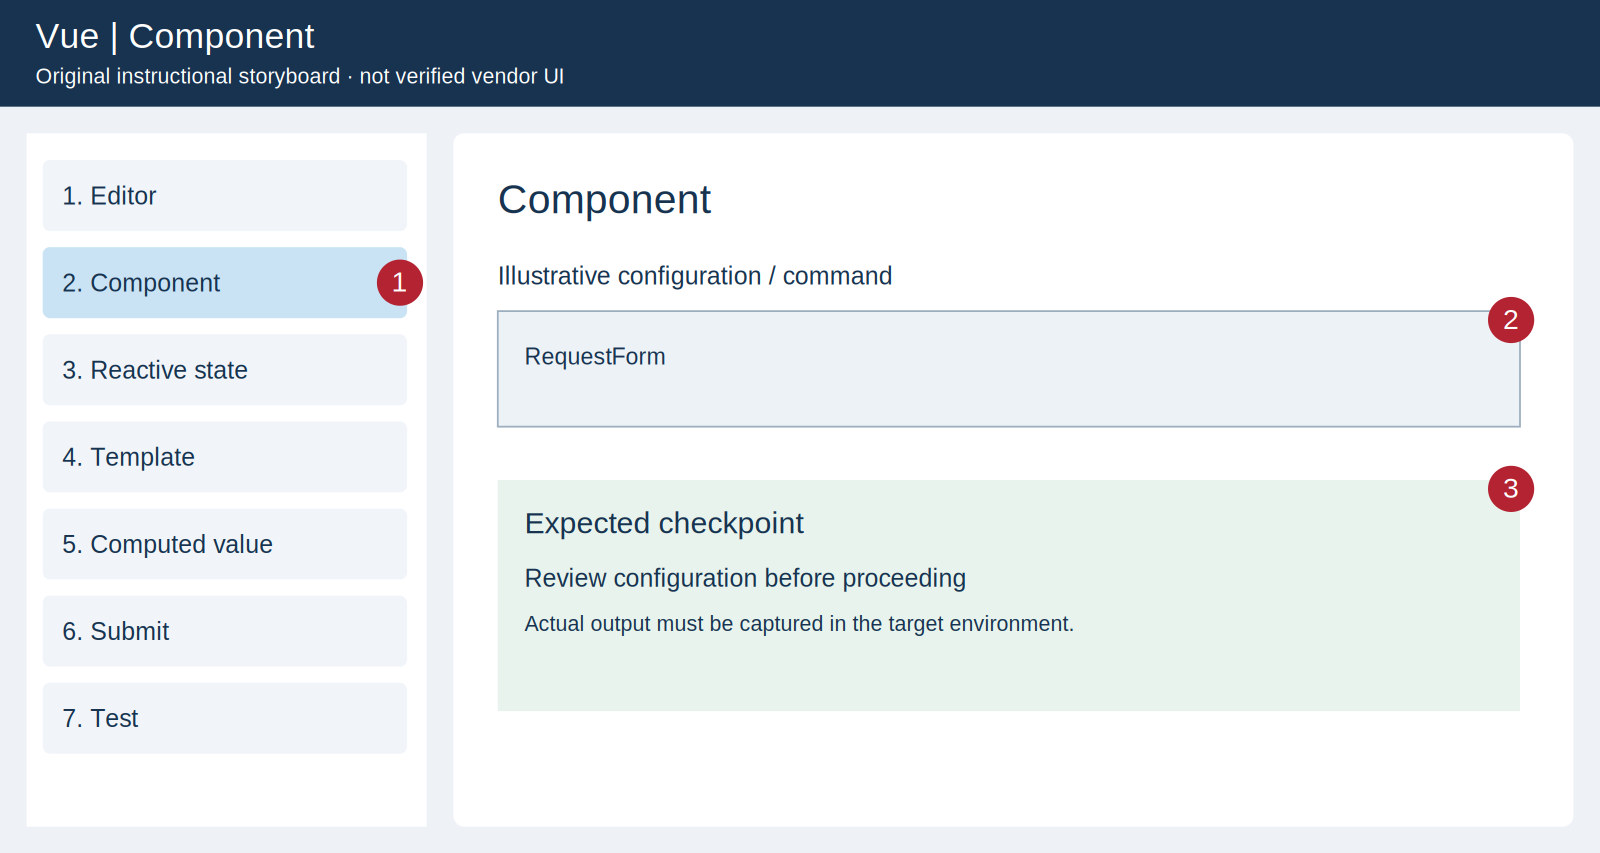 Vue | Component
Original instructional storyboard · not verified vendor UI
1. Editor
2. Component
1
3. Reactive state
4. Template
5. Computed value
6. Submit
7. Test
Component
Illustrative configuration / command
2
RequestForm
3
Expected checkpoint
Review configuration before proceeding
Actual output must be captured in the target environment.